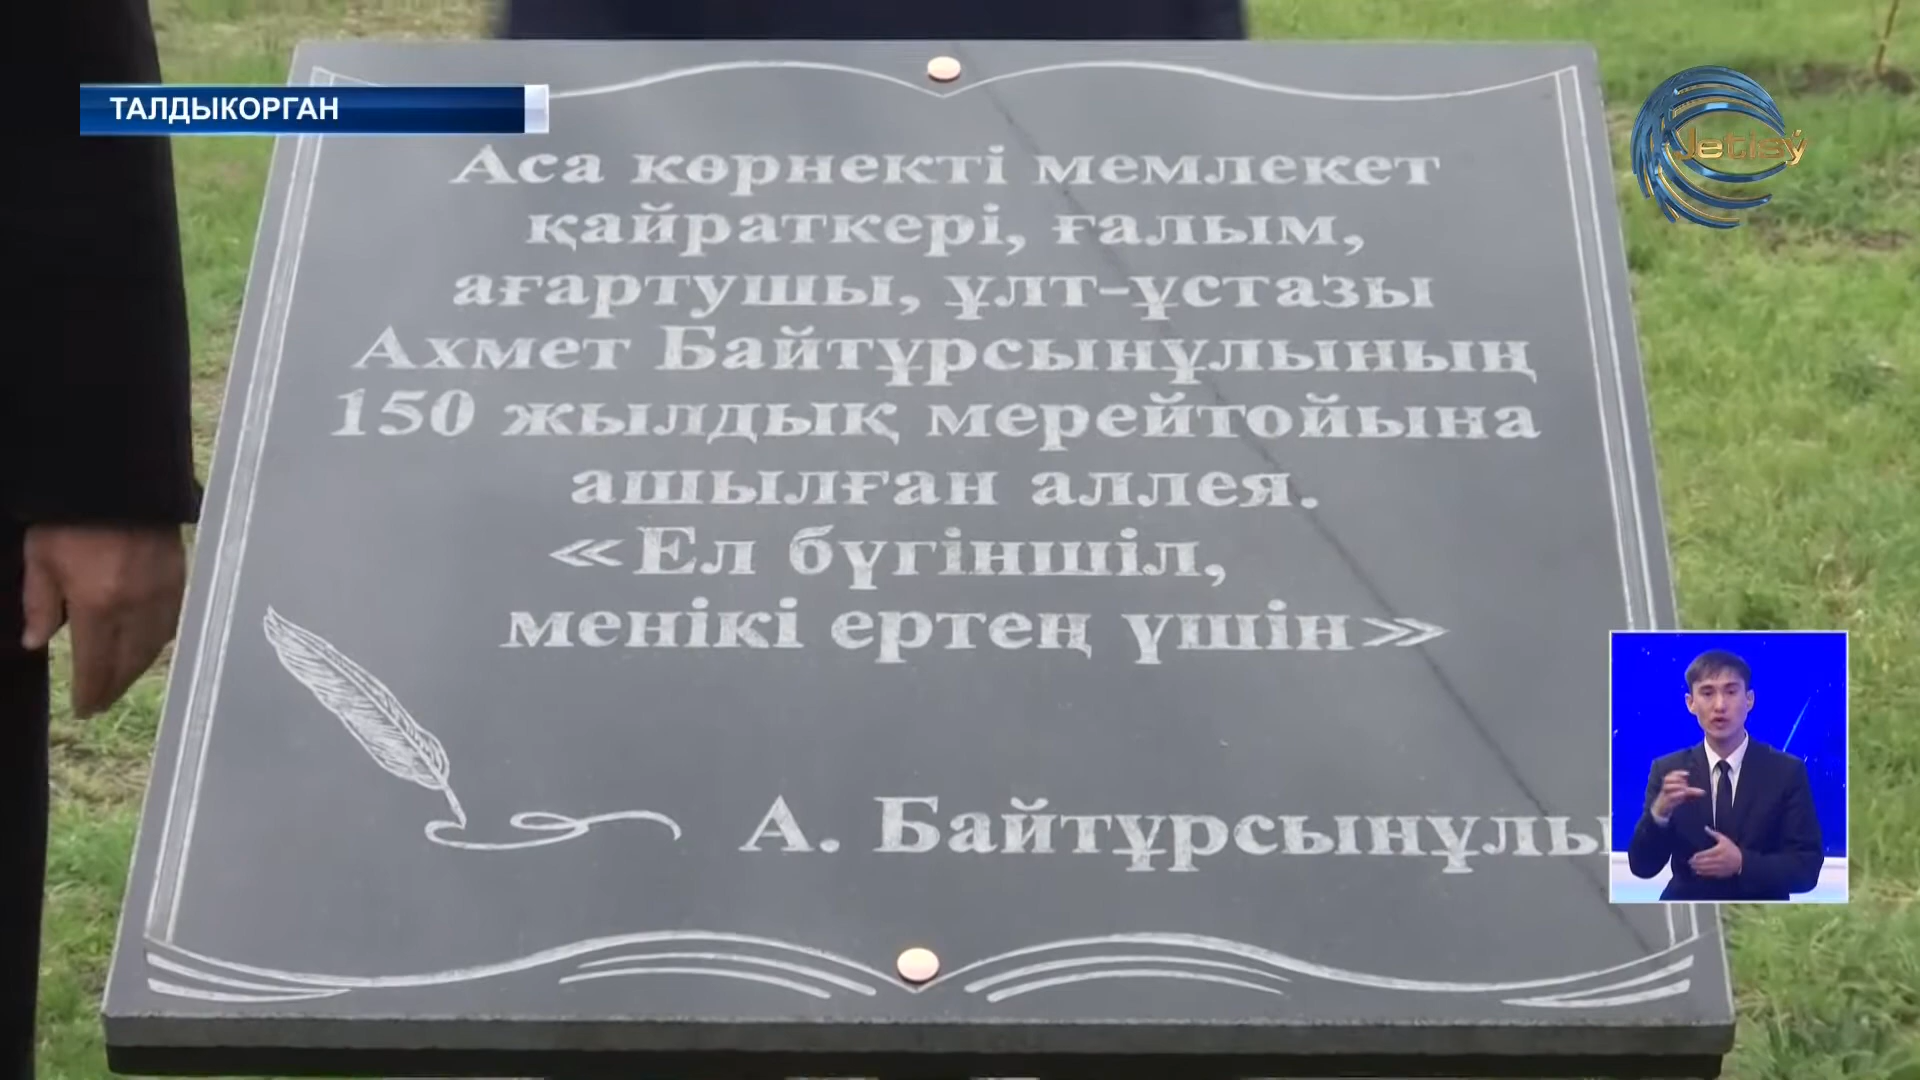 ТАЛДЫКОРГАН
Jetisý
Аса көрнекті мемлекет
қайраткері, ғалым,
ағартушы, ұлт-ұстазы
Ахмет Байтұрсынұлының
150 жылдық мерейтойына
ашылған аллея.
«Ел бүгіншіл,
менікі ертең үшін»
А. Байтұрсынұлы